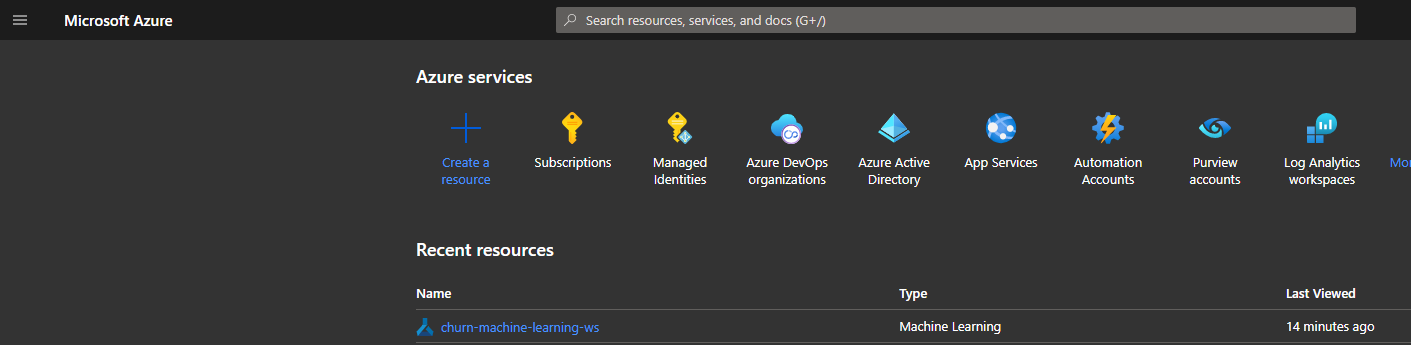 Microsoft Azure
Search resources, services, and docs (G+/)
Azure services
Create a
resource
Subscriptions
Managed
Identities
Azure DevOps
organizations
Azure Active
Directory
App Services
Automation
Accounts
Purview
accounts
Log Analytics
workspaces
Mor
Recent resources
Name Type Last Viewed
churn-machine-learning-ws Machine Learning 14 minutes ago